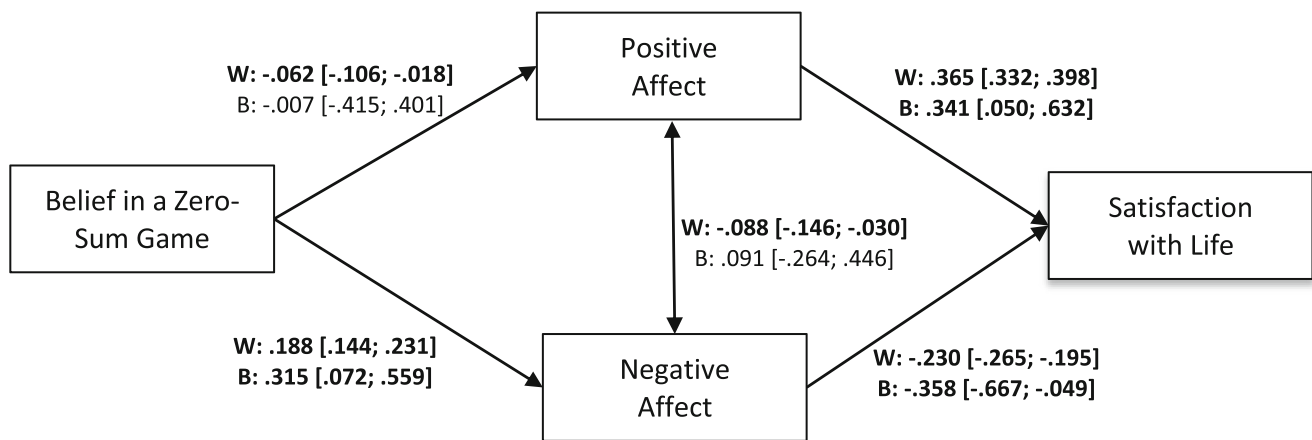 Positive
Affect
W: -.062 [-.106; -.018]
B: -.007 [-.415; .401]
W: .365 [.332; .398]
B: .341 [.050; .632]
Belief in a Zero-
Sum Game
W: -.088 [-.146; -.030]
B: .091 [-.264; .446]
Satisfaction
with Life
W: .188 [.144; .231]
B: .315 [.072; .559]
Negative
Affect
W: -.230 [-.265; -.195]
B: -.358 [-.667; -.049]